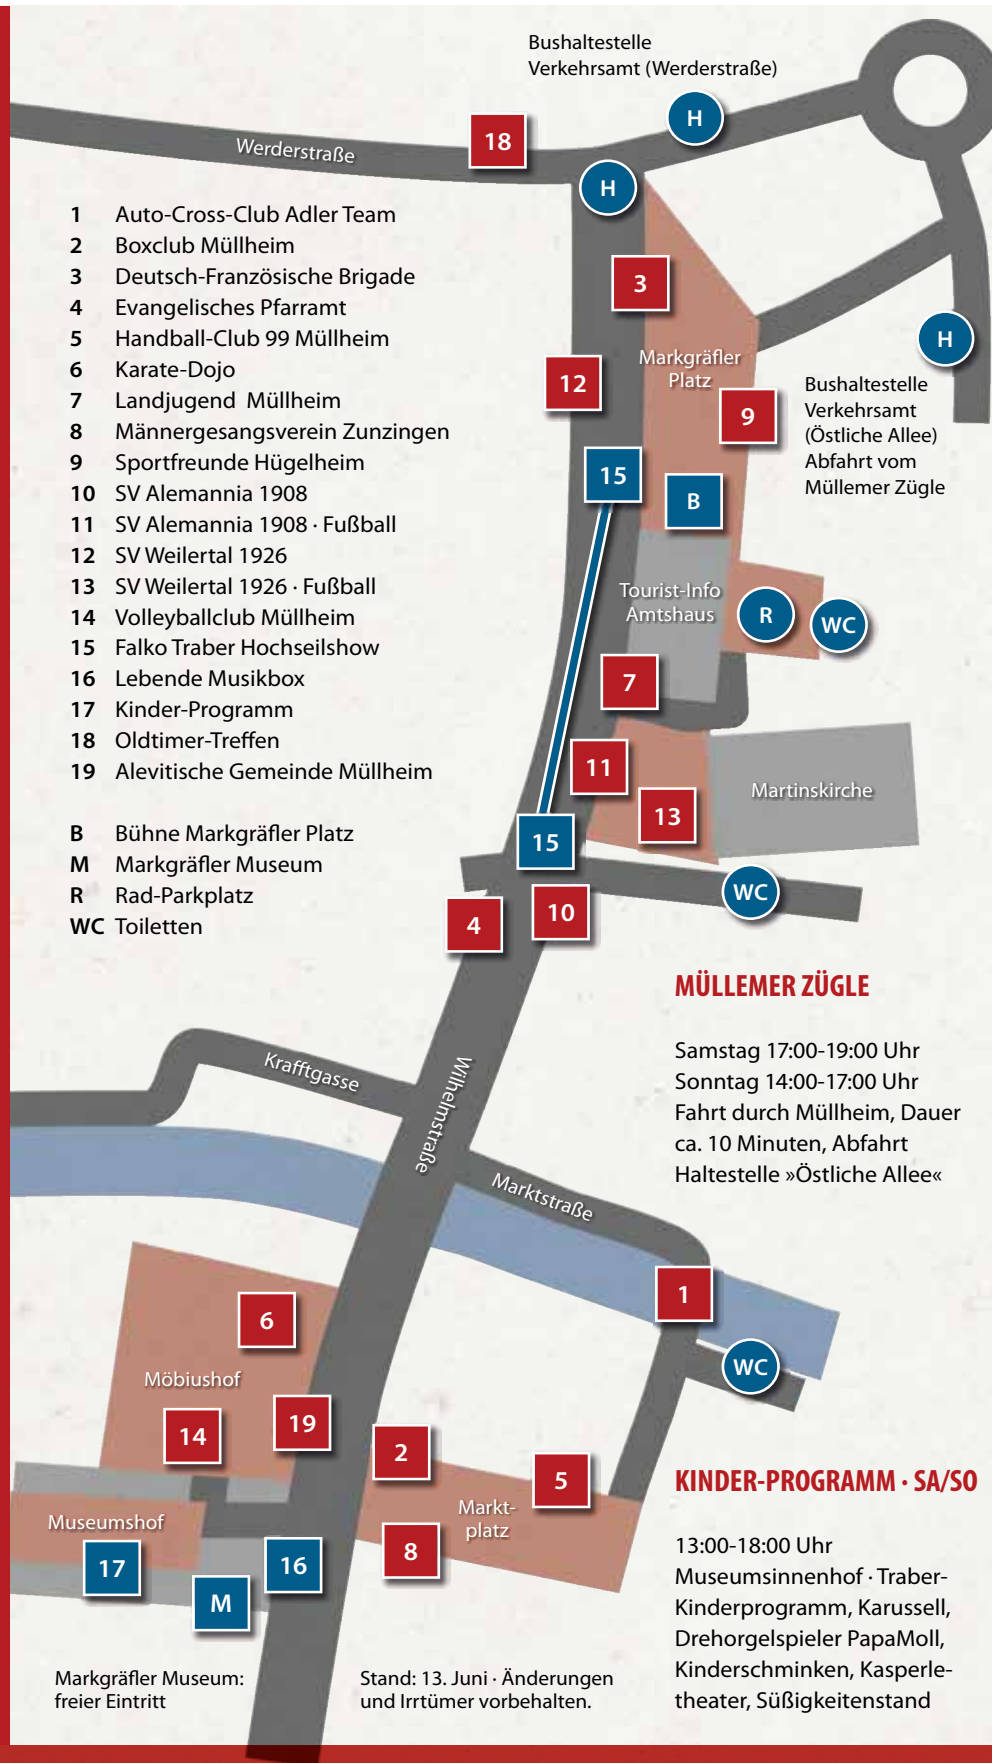 Bushaltestelle
Verkehrsamt (Werderstraße)
H
18
Werderstraße
H
1 Auto-Cross-Club Adler Team
2 Boxclub Müllheim
3 Deutsch-Französische Brigade
4 Evangelisches Pfarramt
5 Handball-Club 99 Müllheim
6 Karate-Dojo
7 Landjugend Müllheim
8 Männergesangsverein Zunzingen
9 Sportfreunde Hügelheim
10 SV Alemannia 1908
11 SV Alemannia 1908 · Fußball
12 SV Weilertal 1926
13 SV Weilertal 1926 · Fußball
14 Volleyballclub Müllheim
15 Falko Traber Hochseilshow
16 Lebende Musikbox
17 Kinder-Programm
18 Oldtimer-Treffen
19 Alevitische Gemeinde Müllheim
B Bühne Markgräfler Platz
M Markgräfler Museum
R Rad-Parkplatz
WC Toiletten
3
H
Markgräfler
Platz
12
9
Bushaltestelle
Verkehrsamt
(Östliche Allee)
Abfahrt vom
Müllemer Zügle
15
B
Tourist-Info
Amtshaus
R
WC
7
11
13
Martinskirche
15
WC
4
10
MÜLLEMER ZÜGLE
Samstag 17:00-19:00 Uhr
Sonntag 14:00-17:00 Uhr
Fahrt durch Müllheim, Dauer
ca. 10 Minuten, Abfahrt
Haltestelle »Östliche Allee«
Krafftgasse
Wilhelmstraße
Marktstraße
1
WC
6
Möbiushof
14
19
2
5
Markt-
platz
8
Museumshof
17
16
M
KINDER-PROGRAMM · SA/SO
13:00-18:00 Uhr
Museumsinnenhof · Traber-
Kinderprogramm, Karussell,
Drehorgelspieler PapaMoll,
Kinderschminken, Kasperle-
theater, Süßigkeitenstand
Markgräfler Museum:
freier Eintritt
Stand: 13. Juni · Änderungen
und Irrtümer vorbehalten.